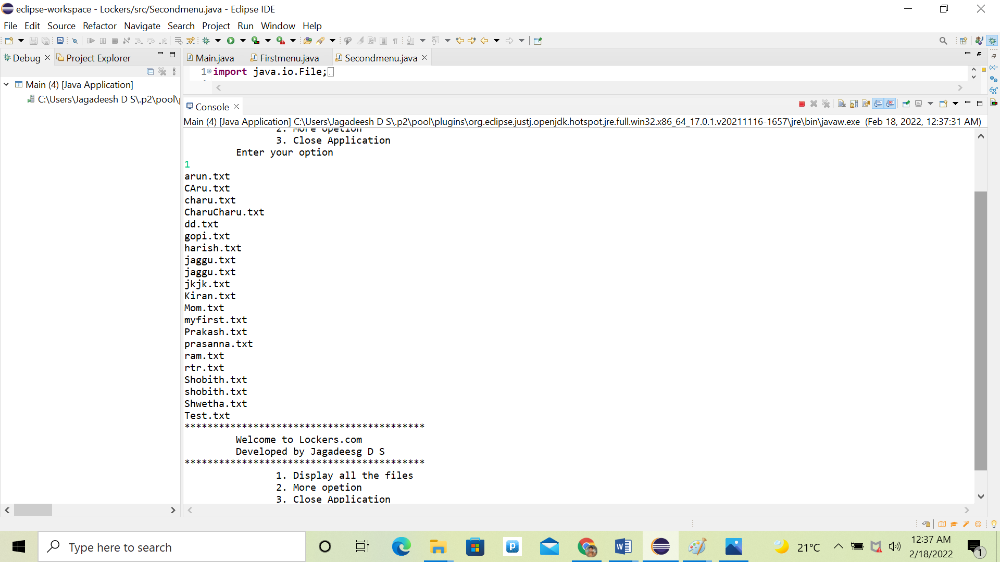 eclipse-workspace - Lockers/src/Secondmenu.java - Eclipse IDE
File Edit Source Refactor Navigate Search Project Run Window Help
Debug Project Explorer
Main.java Firstmenu.java Secondmenu.java
1 import java.io.File;
Main (4) [Java Application]
C:\Users\Jagadeesh D S\.p2\pool\
Console
Main (4) [Java Application] C:\Users\Jagadeesh D S\.p2\pool\plugins\org.eclipse.justj.openjdk.hotspot.jre.full.win32.x86_64_17.0.1.v20211116-1657\jre\bin\javaw.exe (Feb 18, 2022, 12:37:31 AM)
2. More opetion
3. Close Application
Enter your option
1
arun.txt
CAru.txt
charu.txt
CharuCharu.txt
dd.txt
gopi.txt
harish.txt
jaggu.txt
jaggu.txt
jkjk.txt
Kiran.txt
Mom.txt
myfirst.txt
Prakash.txt
prasanna.txt
ram.txt
rtr.txt
Shobith.txt
shobith.txt
Shwetha.txt
Test.txt
******************************************
Welcome to Lockers.com
Developed by Jagadeesg D S
******************************************
1. Display all the files
2. More opetion
3. Close Application
Type here to search
21°C
12:37 AM
2/18/2022
1